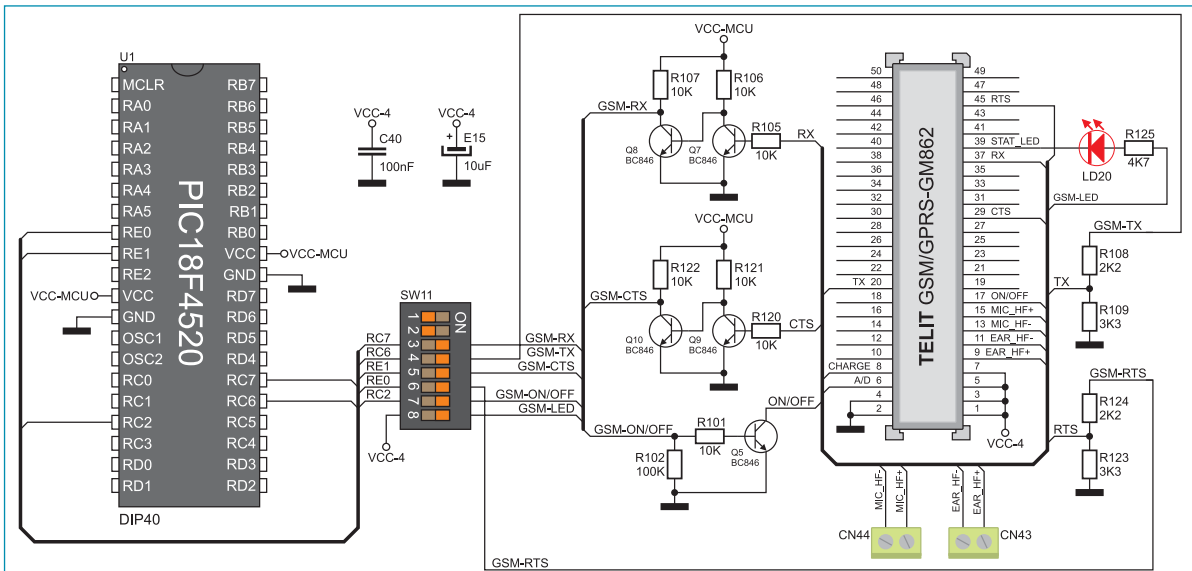 U1
MCLR RB7
RA0 RB6
RA1 RB5
RA2 RB4
RA3 RB3
RA4 RB2
RA5 RB1
RE0 RB0
RE1 VCC
RE2 GND
VCC RD7
GND RD6
OSC1 RD5
OSC2 RD4
RC0 RC7
RC1 RC6
RC2 RC5
RC3 RC4
RD0 RD3
RD1 RD2
PIC18F4520
DIP40
VCC-MCU
VCC-MCU
VCC-4
C40
100nF
VCC-4
+
E15
10uF
SW11
ON
1
2
3
4
5
6
7
8
RC7
RC6
RE1
RE0
RC2
VCC-4
GSM-RX
GSM-TX
GSM-CTS
GSM-ON/OFF
GSM-LED
GSM-RTS
VCC-MCU
R107
10K
R106
10K
GSM-RX
Q8
BC846
Q7
BC846
R105
10K
RX
VCC-MCU
R122
10K
R121
10K
GSM-CTS
Q10
BC846
Q9
BC846
R120
10K
CTS
ON/OFF
GSM-ON/OFF
R101
10K
R102
100K
Q5
BC846
TELIT GSM/GPRS-GM862
50 49
48 47
46 45 RTS
44 43
42 41
40 39 STAT_LED
38 37 RX
36 35
34 33
32 31
30 29 CTS
28 27
26 25
24 23
22 21
TX 20 19
18 17 ON/OFF
16 15 MIC_HF+
14 13 MIC_HF-
12 11 EAR_HF-
10 9 EAR_HF+
CHARGE 8 7
A/D 6 5
4 3
2 1
VCC-4
LD20
R125
4K7
GSM-LED
GSM-TX
R108
2K2
TX
R109
3K3
GSM-RTS
R124
2K2
RTS
R123
3K3
MIC_HF-
MIC_HF+
EAR_HF-
EAR_HF+
CN44
CN43